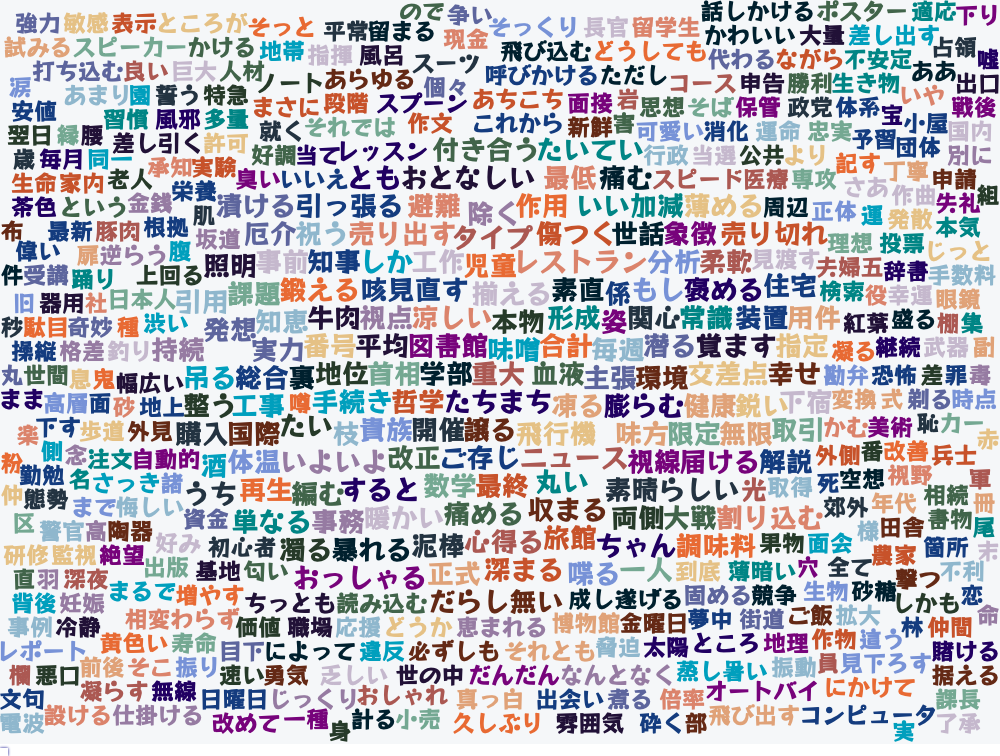 ので 争い 話しかける ポスター 適応 下り
強力 敏感 表示 ところが そっと 平常 留まる 現金 そっくり 長官 留学生 かわいい 大量 差し出す 占領 嘘
試みる スピーカー かける 地帯 指揮 風呂 スーツ 飛び込む どうしても 代わる ながら 不安定 ああ 出口
涙 打ち込む 良い 巨大 人材 ノート あらゆる 個々 呼びかける ただし コース 申告 勝利 生き物 いや 戦後
安値 あまり 園 誓う 特急 まさに 段階 スプーン あちこち 面接 岩 思想 そば 保管 政党 体系 宝 小屋 国内
翌日 縁 腰 習慣 風邪 多量 就く それでは 作文 これから 新鮮 害 可愛い 消化 運命 忠実 予習 団体 別に
歳 毎月 同一 差し引く 許可 承知 実験 好調 当て レッスン 付き合う たいてい 行政 当選 公共 より 記す 丁寧 申請 組
生命 家内 老人 栄養 臭い いいえ とも おとなしい 最低 痛む スピード 医療 専攻 さあ 作曲 失礼
茶色 という 金銭 肌 漬ける 引っ張る 避難 除く 作用 いい加減 薄める 周辺 正体 運 発散 本気
布 最新 豚肉 根拠 坂道 厄介 祝う 売り出す タイプ 傷つく 世話 象徴 売り切れ 理想 投票 じっと
偉い 扉 逆らう 腹 照明 事前 知事 しか 工作 児童 レストラン 分析 柔軟 見渡す 夫婦 五 辞書 手数料
件 受講 踊り 上回る 課題 鍛える 咳 見直す 揃える 素直 係 もし 褒める 住宅 検索 役 幸運 眼鏡
旧 器用 社 日本人 引用 発想 知恵 牛肉 視点 涼しい 本物 形成 姿 関心 常識 装置 用件 紅葉 盛る 棚 集
秒 駄目 奇妙 種 渋い 実力 番号 平均 図書館 味噌 合計 毎週 潜る 覚ます 指定 凝る 継続 武器 副
操縦 格差 釣り 持続 吊る 総合 裏 地位 首相 学部 重大 血液 主張 環境 交差点 幸せ 勘弁 恐怖 差 罪 毒
丸 世間 息 鬼 幅広い 整う 工事 噂 手続き 哲学 たちまち 凍る 膨らむ 健康 鋭い 下宿 変換 式 剃る 時点
まま 高層 面 砂 地上 購入 国際 たい 枝 貴族 開催 譲る 飛行機 味方 限定 無限 取引 かむ 美術 恥 カー 赤
楽 下す 歩道 外見 酒 体温 いよいよ 改正 ご存じ ニュース 視線 届ける 解説 外側 番 改善 兵士
粉 側 念 注文 自動的 うち 再生 編む すると 数学 最終 丸い 素晴らしい 光 取得 死 空想 視野 軍
仲 勤勉 名 さっき 諸 資金 単なる 事務 暖かい 痛める 収まる 両側 大戦 割り込む 郊外 年代 相続 冊
区 態勢 まで 悔しい 初心者 濁る 暴れる 泥棒 心得る 旅館 ちゃん 調味料 果物 面会 様 田舎 書物 尾
警官 高 陶器 好み 基地 匂い おっしゃる 正式 深まる 喋る 一人 到底 薄暗い 穴 全て 農家 箇所 末
研修 監視 絶望 出版 ちっとも 読み込む だらし無い 成し遂げる 固める 競争 生物 砂糖 撃つ 不利
直 羽 深夜 まるで 増やす 価値 職場 応援 どうか 恵まれる 博物館 金曜日 夢中 街道 ご飯 拡大 しかも 恋
背後 妊娠 相変わらず 目下 によって 違反 必ずしも それとも 脅迫 太陽 ところ 地理 作物 違う 林 仲間 命
事例 冷静 黄色い 寿命 速い 勇気 乏しい 世の中 だんだん なんとなく 蒸し暑い 振動 員 見下ろす 賭ける
レポート 前後 そこ 振り 日曜日 じっくり おしゃれ 真っ白 出会い 煮る 倍率 オートバイ にかけて 据える
欄 悪口 凝らす 無線 改めて 一種 身 計る 小売 久しぶり 雰囲気 砕く 部 飛び出す コンピュータ 課長
文句 設ける 仕掛ける 実 了承
電波